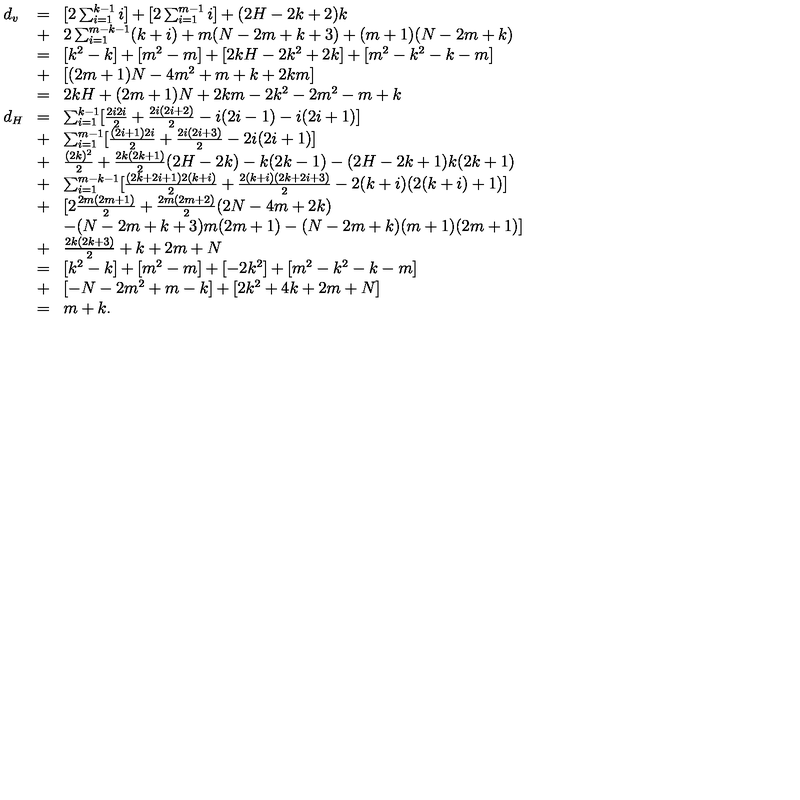 d_v = [2 \sum_{i=1}^{k-1} i] + [2 \sum_{i=1}^{m-1} i] + (2H - 2k + 2)k
+ 2 \sum_{i=1}^{m-k-1} (k + i) + m(N - 2m + k + 3) + (m + 1)(N - 2m + k)
= [k^2 - k] + [m^2 - m] + [2kH - 2k^2 + 2k] + [m^2 - k^2 - k - m]
+ [(2m + 1)N - 4m^2 + m + k + 2km]
= 2kH + (2m + 1)N + 2km - 2k^2 - 2m^2 - m + k
d_H = \sum_{i=1}^{k-1} [\frac{2i2i}{2} + \frac{2i(2i+2)}{2} - i(2i - 1) - i(2i + 1)]
+ \sum_{i=1}^{m-1} [\frac{(2i+1)2i}{2} + \frac{2i(2i+3)}{2} - 2i(2i + 1)]
+ \frac{(2k)^2}{2} + \frac{2k(2k+1)}{2} (2H - 2k) - k(2k - 1) - (2H - 2k + 1)k(2k + 1)
+ \sum_{i=1}^{m-k-1} [\frac{(2k+2i+1)2(k+i)}{2} + \frac{2(k+i)(2k+2i+3)}{2} - 2(k + i)(2(k + i) + 1)]
+ [2 \frac{2m(2m+1)}{2} + \frac{2m(2m+2)}{2} (2N - 4m + 2k)
-(N - 2m + k + 3)m(2m + 1) - (N - 2m + k)(m + 1)(2m + 1)]
+ \frac{2k(2k+3)}{2} + k + 2m + N
= [k^2 - k] + [m^2 - m] + [-2k^2] + [m^2 - k^2 - k - m]
+ [-N - 2m^2 + m - k] + [2k^2 + 4k + 2m + N]
= m + k.